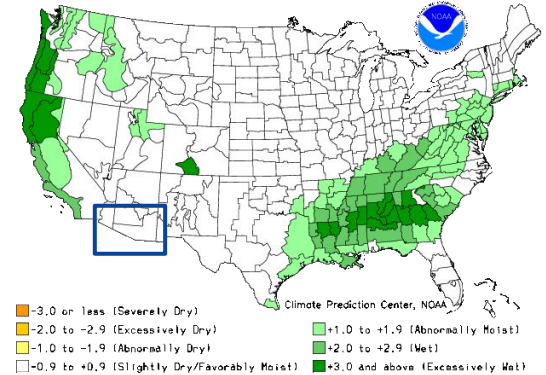 NOAA
Climate Prediction Center, NOAA
-3.0 or less (Severely Dry)
-2.0 to -2.9 (Excessively Dry)
-1.0 to -1.9 (Abnormally Dry)
-0.9 to +0.9 (Slightly Dry/Favorably Moist)
+1.0 to +1.9 (Abnormally Moist)
+2.0 to +2.9 (Wet)
+3.0 and above (Excessively Wet)